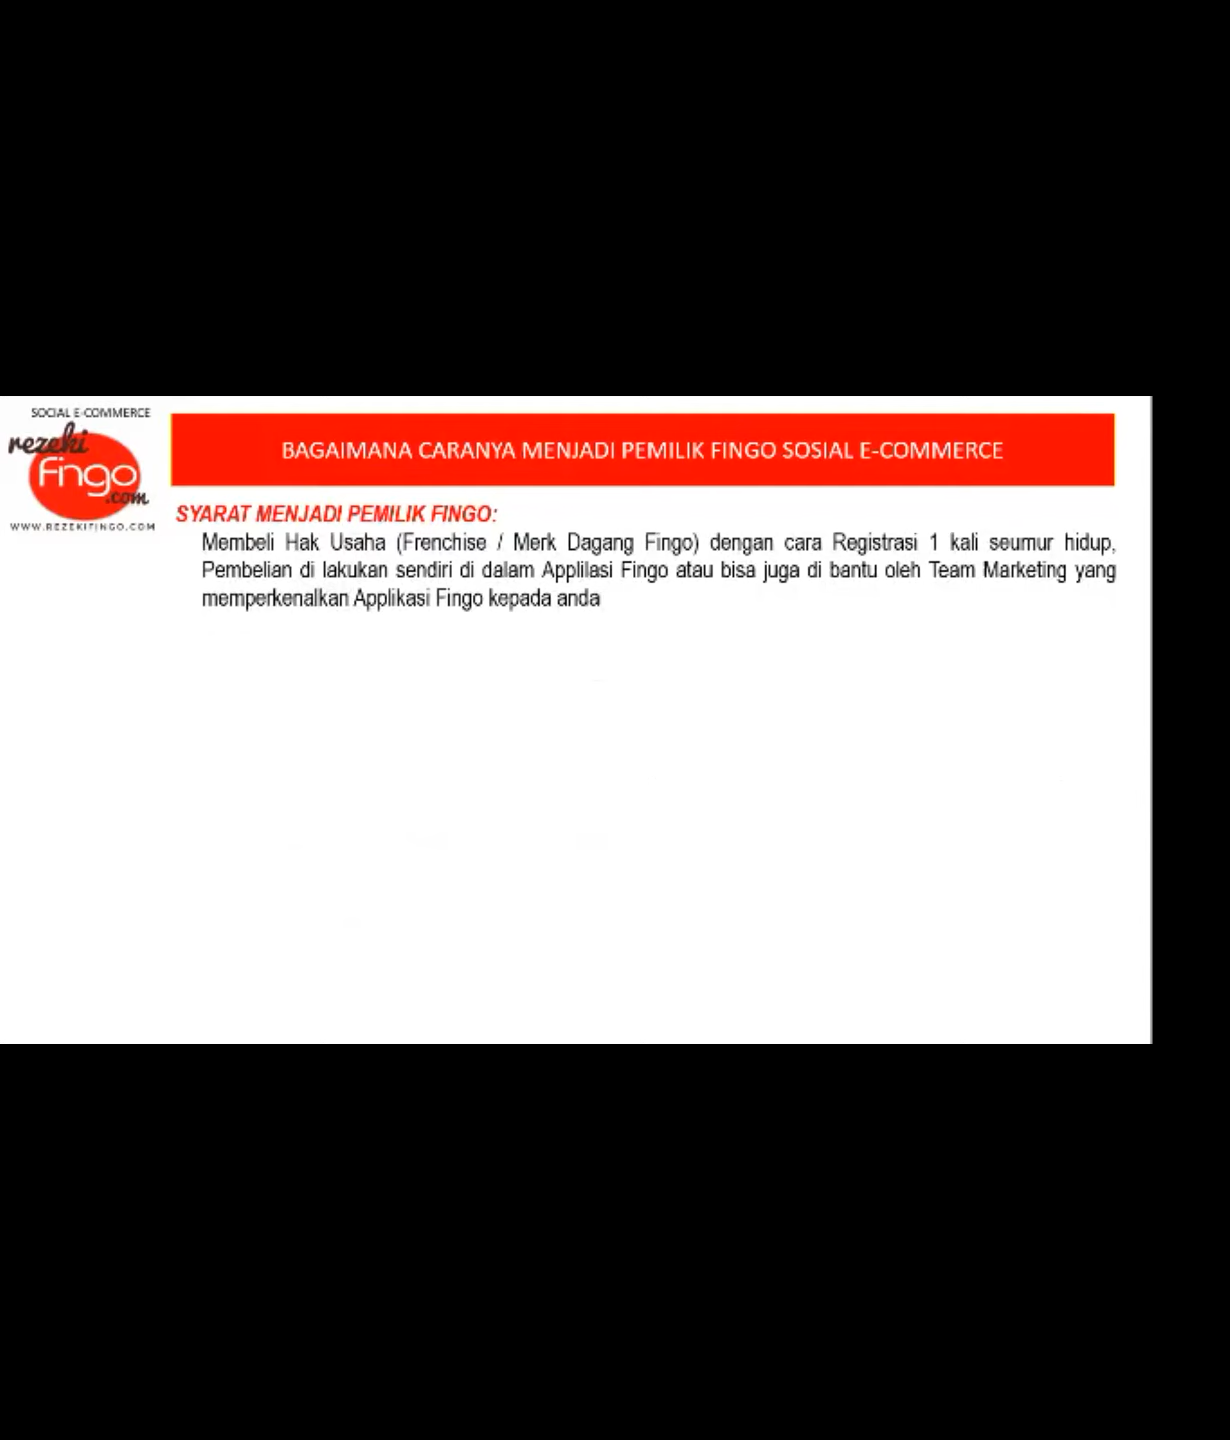 SOCIAL E-COMMERCE
rezeki
Fingo
.com
WWW.REZEKIFINGO.COM
BAGAIMANA CARANYA MENJADI PEMILIK FINGO SOSIAL E-COMMERCE
SYARAT MENJADI PEMILIK FINGO:
Membeli Hak Usaha (Frenchise / Merk Dagang Fingo) dengan cara Registrasi 1 kali seumur hidup,
Pembelian di lakukan sendiri di dalam Applilasi Fingo atau bisa juga di bantu oleh Team Marketing yang
memperkenalkan Applikasi Fingo kepada anda